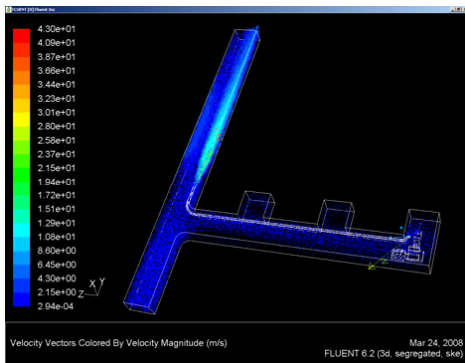 FLUENT [0] Fluent Inc
4.30e+01
4.09e+01
3.87e+01
3.66e+01
3.44e+01
3.23e+01
3.01e+01
2.80e+01
2.58e+01
2.37e+01
2.15e+01
1.94e+01
1.72e+01
1.51e+01
1.29e+01
1.08e+01
8.60e+00
6.45e+00
4.30e+00
2.15e+00
2.94e-04
Y
X
Z
Velocity Vectors Colored By Velocity Magnitude (m/s)
Mar 24, 2008
FLUENT 6.2 (3d, segregated, ske)